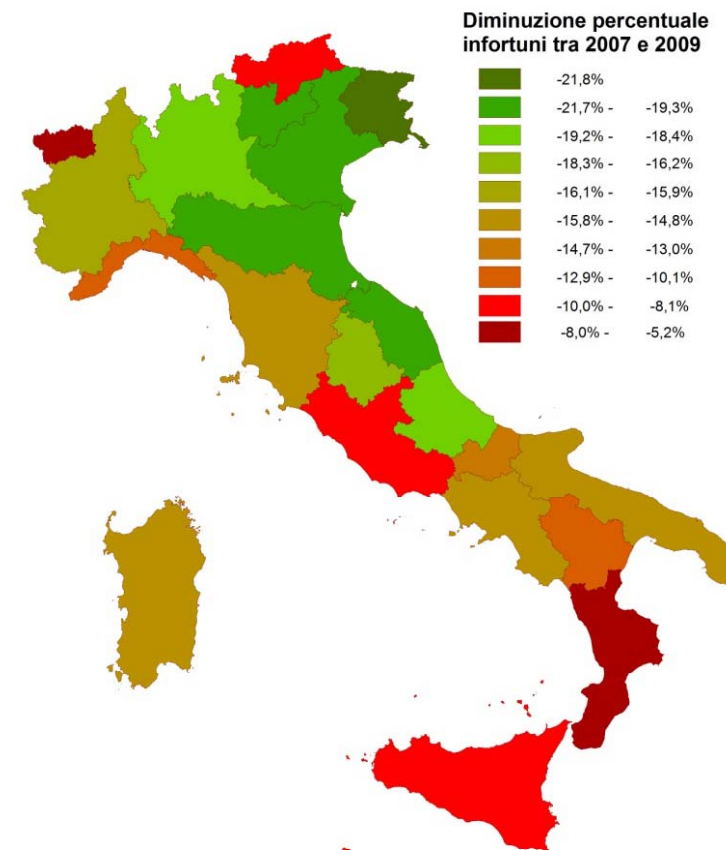 Diminuzione percentuale
infortuni tra 2007 e 2009
-21,8%
-21,7% - -19,3%
-19,2% - -18,4%
-18,3% - -16,2%
-16,1% - -15,9%
-15,8% - -14,8%
-14,7% - -13,0%
-12,9% - -10,1%
-10,0% - -8,1%
-8,0% - -5,2%